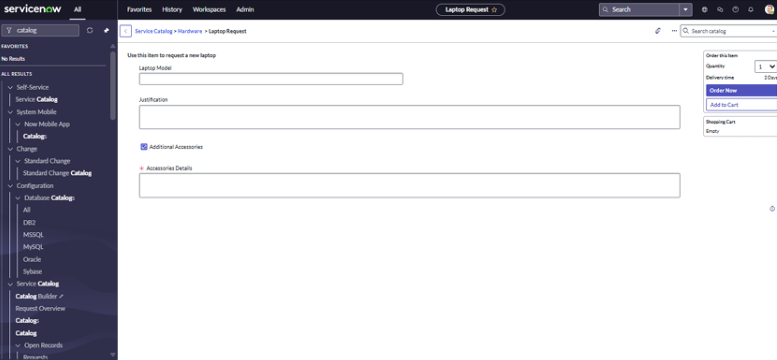 servicenow
All
Favorites
History
Workspaces
Admin
Laptop Request ☆
Search
catalog
FAVORITES
No Results
ALL RESULTS
Self-Service
Service Catalog
System Mobile
Now Mobile App
Catalogs
Change
Standard Change
Standard Change Catalog
Configuration
Database Catalogs
All
DB2
MSSQL
MySQL
Oracle
Sybase
Service Catalog
Catalog Builder
Request Overview
Catalogs
Catalog
Open Records
Requests
Service Catalog > Hardware > Laptop Request
Search catalog
Use this item to request a new laptop
Laptop Model
Justification
Additional Accessories
* Accessories Details
Order this Item
Quantity 1
Delivery time 2 Days
Order Now
Add to Cart
Shopping Cart
Empty